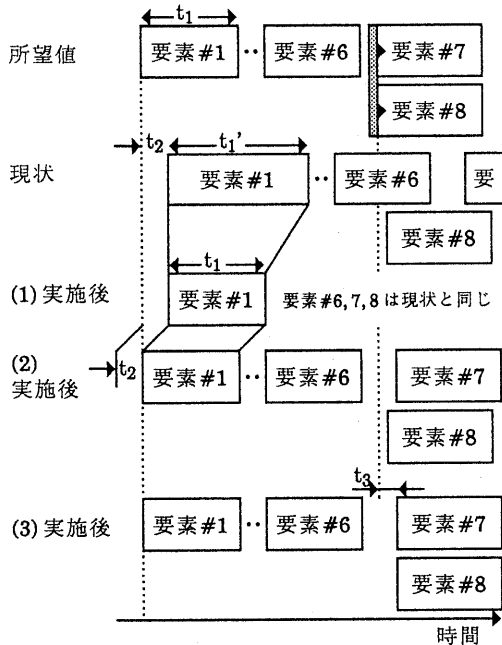 t1
所望値 要素#1 ‥ 要素#6 要素#7
要素#8
t2 t1'
現状 要素#1 ‥ 要素#6 要
要素#8
t1
(1)実施後 要素#1 要素#6,7,8は現状と同じ
(2)
実施後 t2 要素#1 ‥ 要素#6 要素#7
要素#8
t3
(3)実施後 要素#1 ‥ 要素#6 要素#7
要素#8
時間